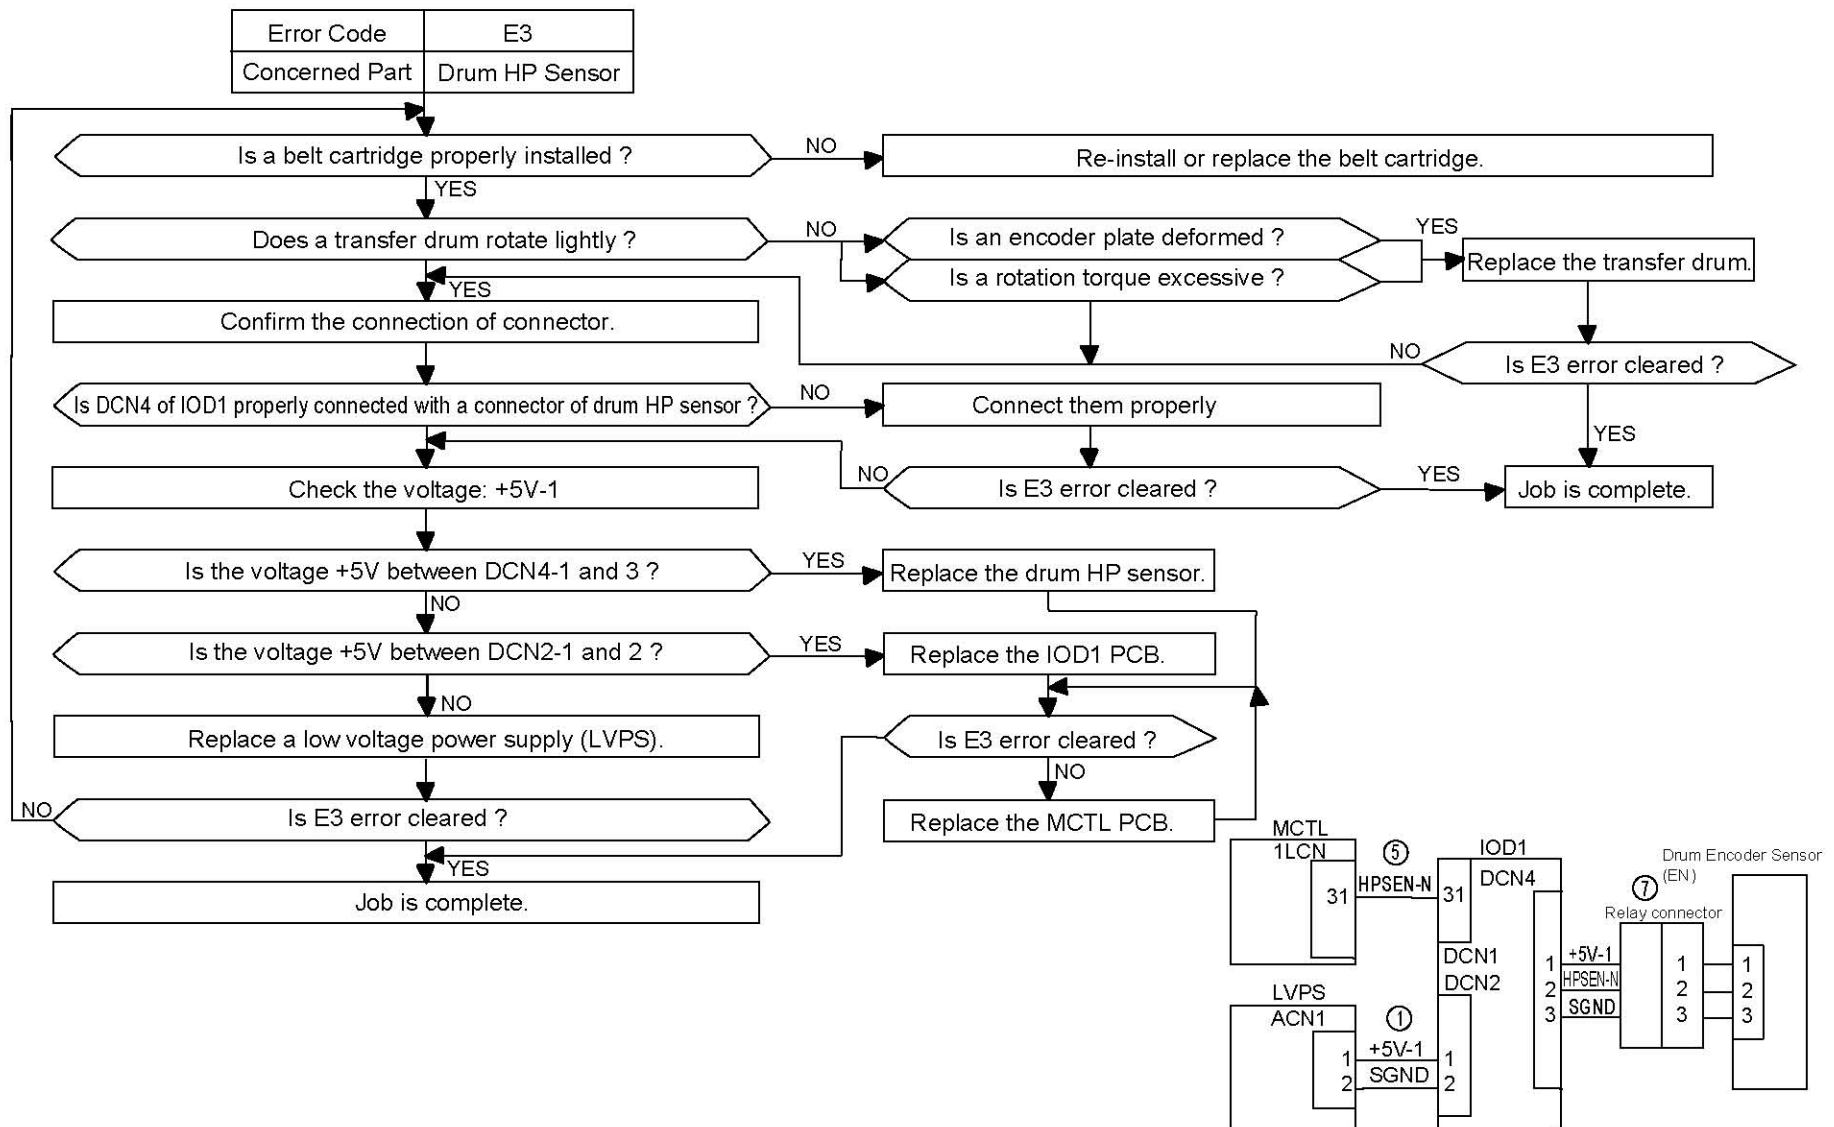 Error Code E3
Concerned Part Drum HP Sensor
Is a belt cartridge properly installed ?
NO
Re-install or replace the belt cartridge.
YES
Does a transfer drum rotate lightly ?
NO
Is an encoder plate deformed ?
YES
Is a rotation torque excessive ?
Replace the transfer drum.
YES
Confirm the connection of connector.
NO
Is E3 error cleared ?
Is DCN4 of IOD1 properly connected with a connector of drum HP sensor ?
NO
Connect them properly
YES
Check the voltage: +5V-1
NO
Is E3 error cleared ?
YES
Job is complete.
Is the voltage +5V between DCN4-1 and 3 ?
YES
Replace the drum HP sensor.
NO
Is the voltage +5V between DCN2-1 and 2 ?
YES
Replace the IOD1 PCB.
NO
Replace a low voltage power supply (LVPS).
Is E3 error cleared ?
NO
NO
Is E3 error cleared ?
Replace the MCTL PCB.
YES
Job is complete.
MCTL
1LCN
31
5
HPSEN-N
IOD1
31
DCN4
DCN1
DCN2
Drum Encoder Sensor
(EN)
7
Relay connector
1 +5V-1 1 1
2 HPSEN-N 2 2
3 SGND 3 3
LVPS
ACN1
1
1 +5V-1 1
2 SGND 2